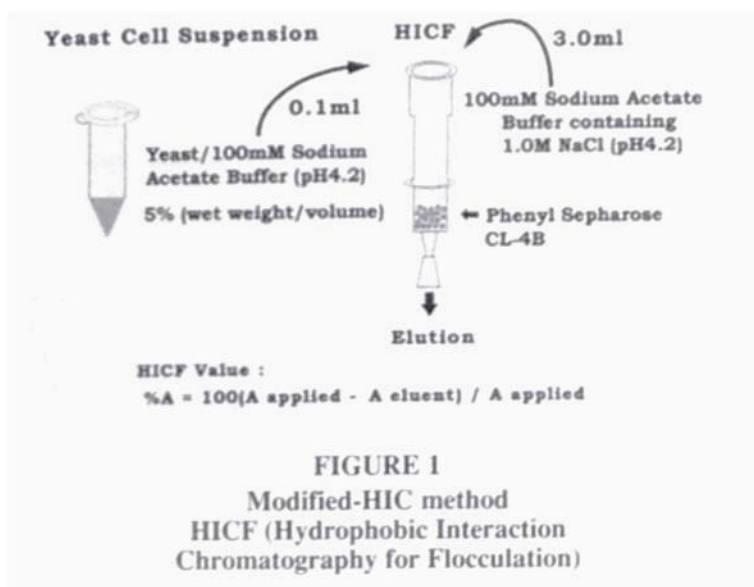 Yeast Cell Suspension
HICF
3.0ml
0.1ml
100mM Sodium Acetate
Buffer containing
1.0M NaCl (pH4.2)
Yeast/100mM Sodium
Acetate Buffer (pH4.2)
5% (wet weight/volume)
← Phenyl Sepharose
CL-4B
Elution
HICF Value :
%A = 100(A applied - A eluent) / A applied
FIGURE 1
Modified-HIC method
HICF (Hydrophobic Interaction
Chromatography for Flocculation)